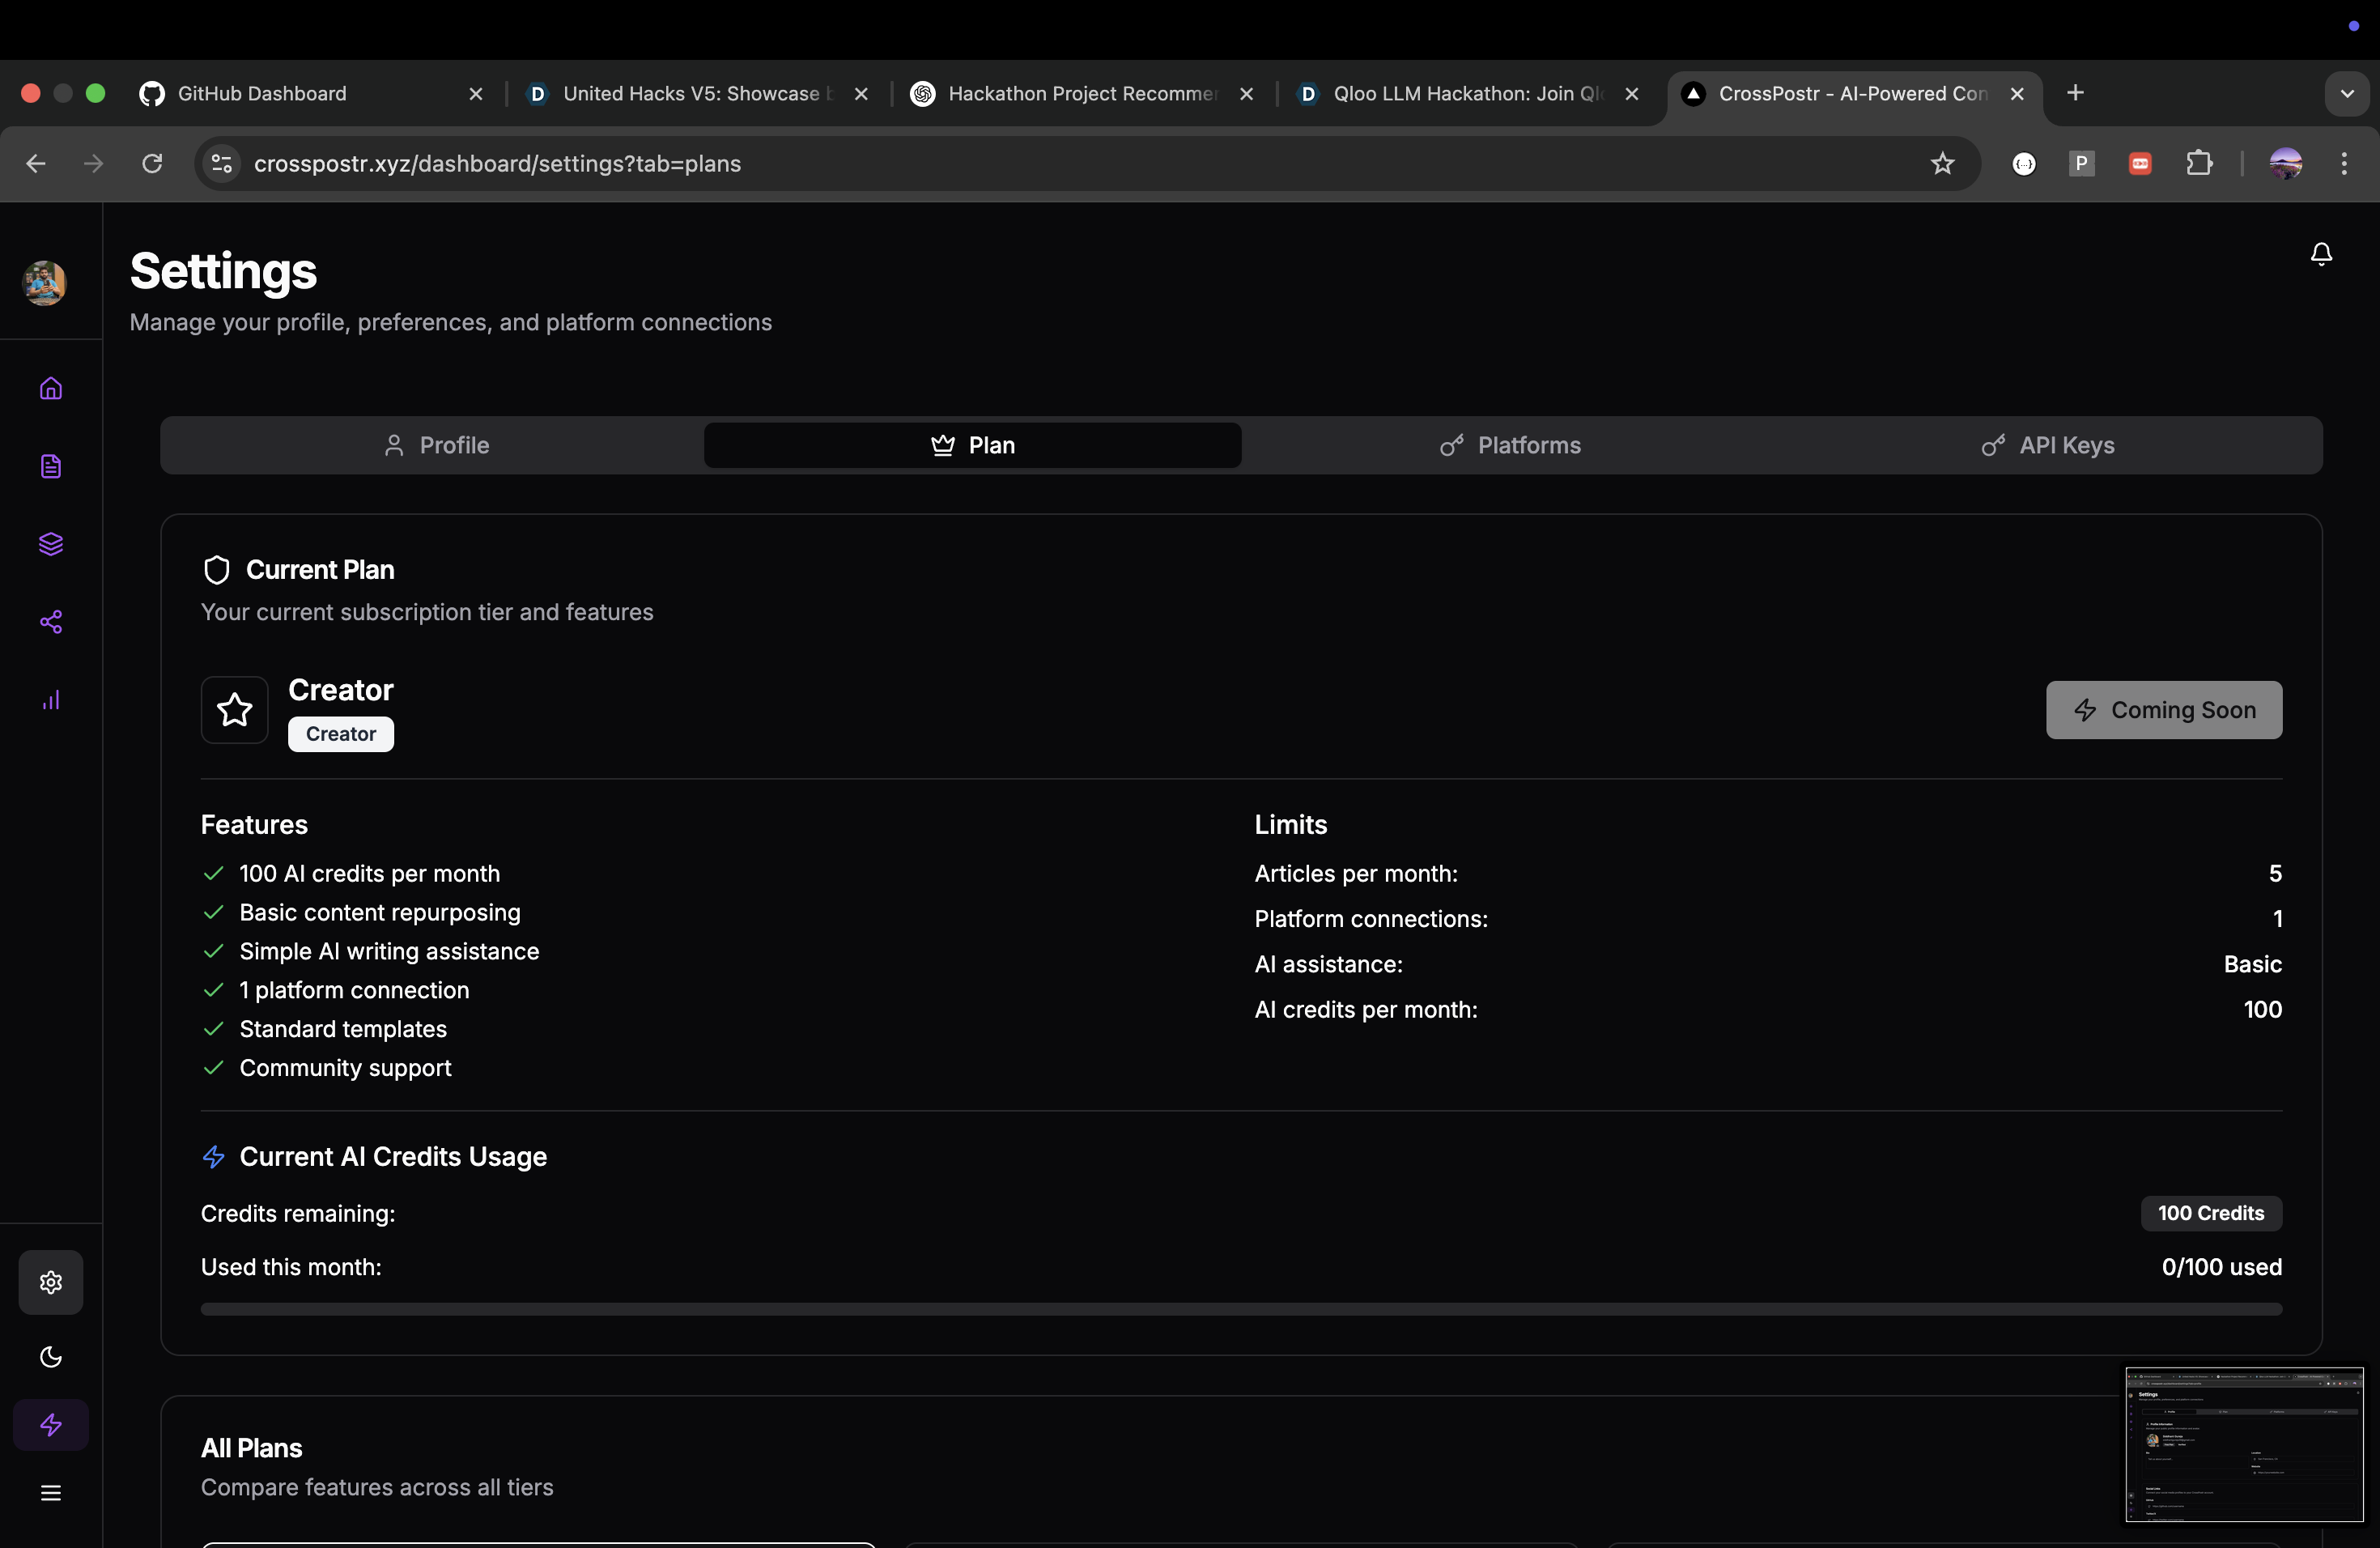 GitHub Dashboard
United Hacks V5: Showcase
Hackathon Project Recommen
Qloo LLM Hackathon: Join Ql
CrossPostr - AI-Powered Con
crosspostr.xyz/dashboard/settings?tab=plans
Settings
Manage your profile, preferences, and platform connections
Profile
Plan
Platforms
API Keys
Current Plan
Your current subscription tier and features
Creator
Creator
Coming Soon
Features
100 AI credits per month
Basic content repurposing
Simple AI writing assistance
1 platform connection
Standard templates
Community support
Limits
Articles per month: 5
Platform connections: 1
AI assistance: Basic
AI credits per month: 100
Current AI Credits Usage
Credits remaining: 100 Credits
Used this month: 0/100 used
All Plans
Compare features across all tiers
Settings